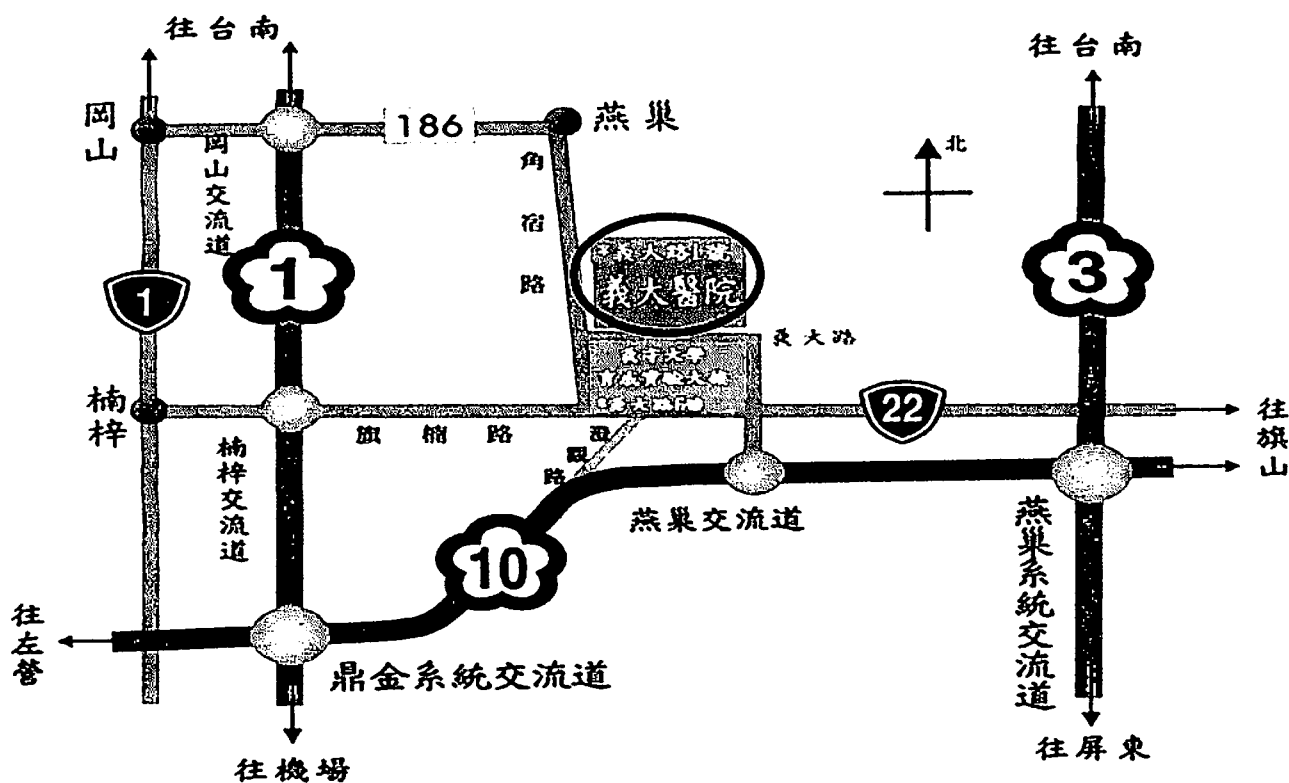 往台南
往台南
岡山
186
燕巢
北
岡山交流道
角宿路
1
1
3
義大醫院
義大路
楠梓
22
往旗山
旗楠路
楠梓交流道
燕巢交流道
燕巢系統交流道
10
往左營
鼎金系統交流道
往機場
往屏東